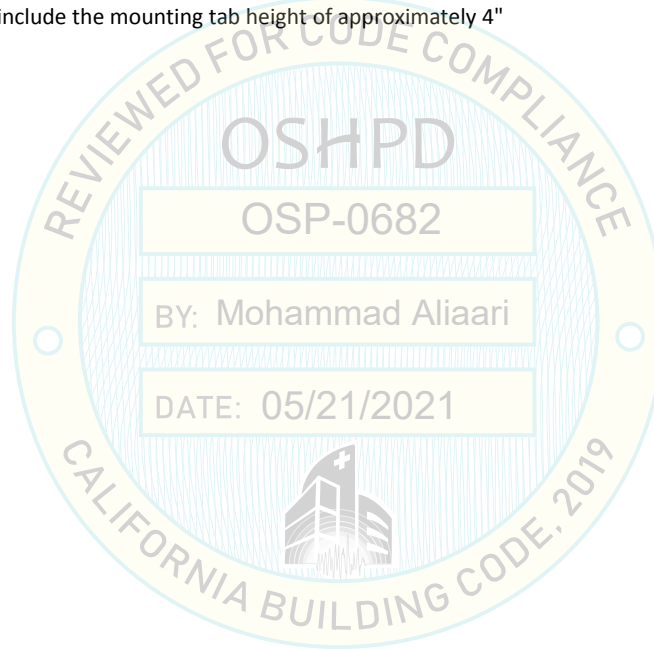 include the mounting tab height of approximately 4"
REVIEWED FOR CODE COMPLIANCE
OSHPD
OSP-0682
BY: Mohammad Aliaari
DATE: 05/21/2021
CALIFORNIA BUILDING CODE, 2019